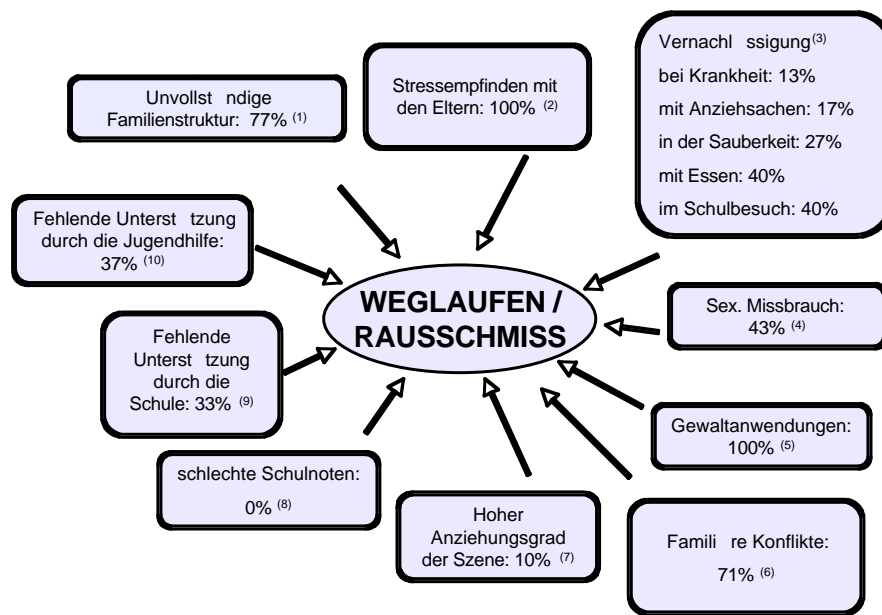 Unvollst ndige
Familienstruktur: 77% (1)
Stressempfinden mit
den Eltern: 100% (2)
Vernachl ssigung(3)
bei Krankheit: 13%
mit Anziehsachen: 17%
in der Sauberkeit: 27%
mit Essen: 40%
im Schulbesuch: 40%
Fehlende Unterst tzung
durch die Jugendhilfe:
37% (10)
WEGLAUFEN /
RAUSSCHMISS
Sex. Missbrauch:
43% (4)
Fehlende
Unterst tzung
durch die
Schule: 33% (9)
Gewaltanwendungen:
100% (5)
schlechte Schulnoten:
0% (8)
Hoher
Anziehungsgrad
der Szene: 10% (7)
Famili re Konflikte:
71% (6)